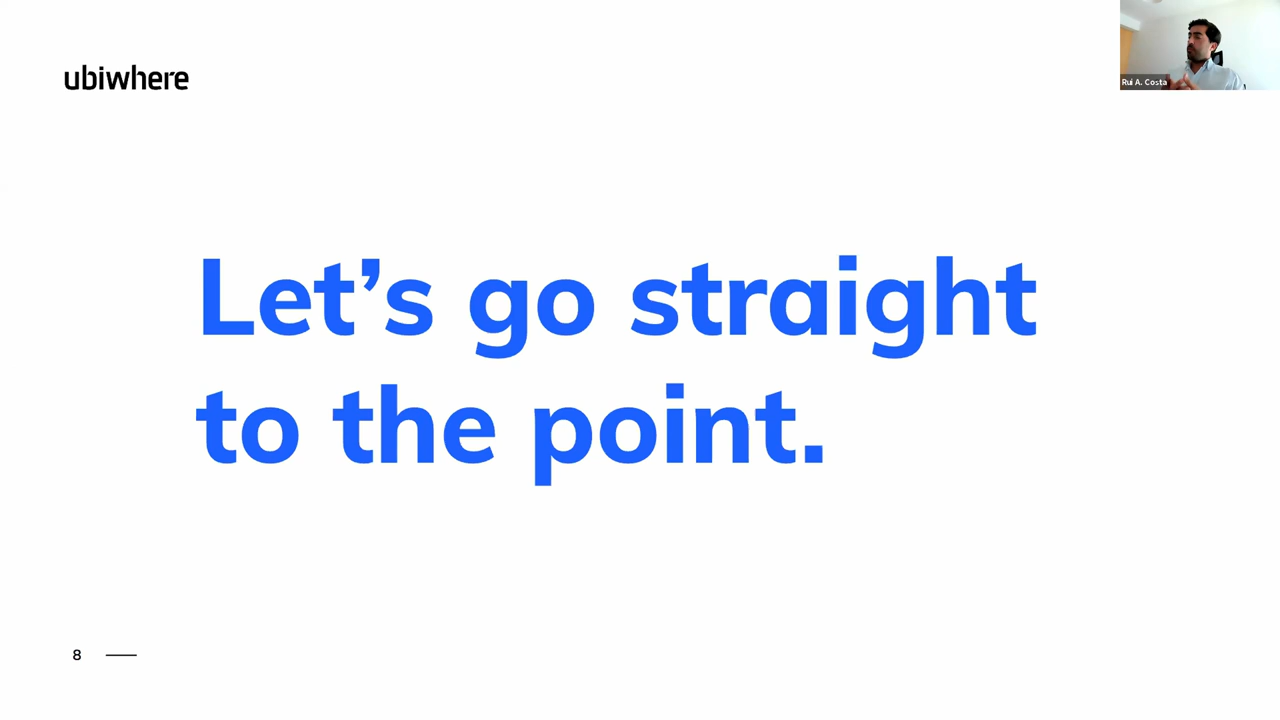 ubiwhere
Rui A. Costa
Let’s go straight
to the point.
8